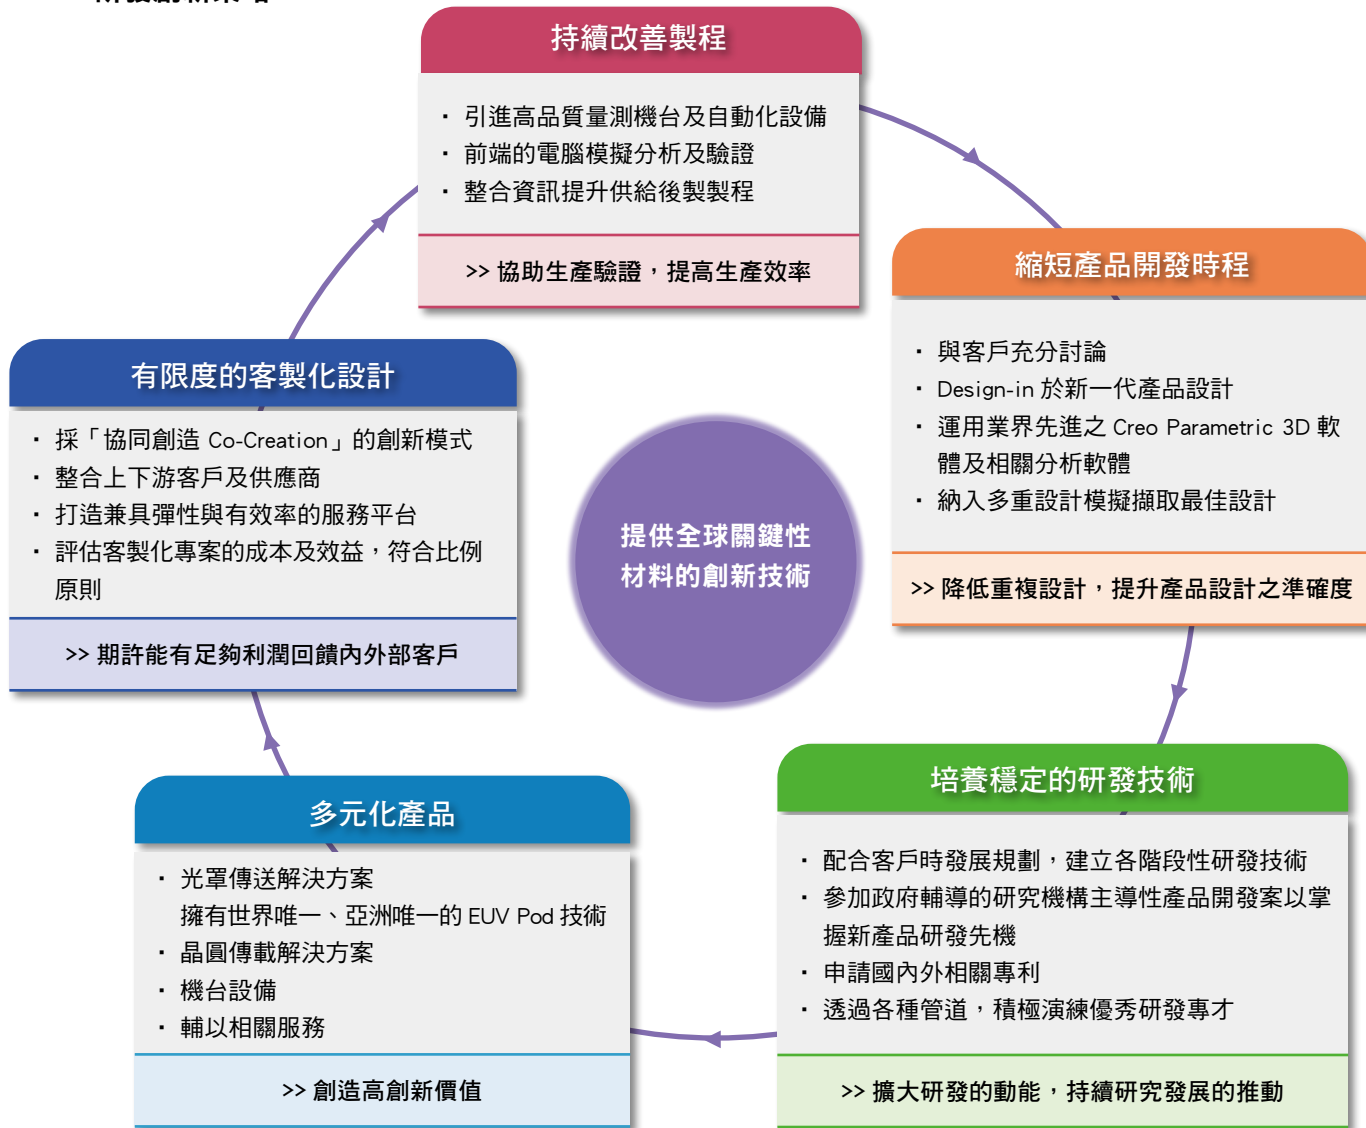 持續改善製程
・ 引進高品質量測機台及自動化設備
・ 前端的電腦模擬分析及驗證
・ 整合資訊提升供給後製製程
>> 協助生產驗證，提高生產效率
縮短產品開發時程
・ 與客戶充分討論
・ Design-in 於新一代產品設計
・ 運用業界先進之 Creo Parametric 3D 軟
體及相關分析軟體
・ 納入多重設計模擬擷取最佳設計
>> 降低重複設計，提升產品設計之準確度
有限度的客製化設計
・ 採「協同創造 Co-Creation」的創新模式
・ 整合上下游客戶及供應商
・ 打造兼具彈性與有效率的服務平台
・ 評估客製化專案的成本及效益，符合比例
原則
>> 期許能有足夠利潤回饋內外部客戶
提供全球關鍵性
材料的創新技術
培養穩定的研發技術
・ 配合客戶時發展規劃，建立各階段性研發技術
・ 參加政府輔導的研究機構主導性產品開發案以掌
握新產品研發先機
・ 申請國內外相關專利
・ 透過各種管道，積極演練優秀研發專才
>> 擴大研發的動能，持續研究發展的推動
多元化產品
・ 光罩傳送解決方案
擁有世界唯一、亞洲唯一的 EUV Pod 技術
・ 晶圓傳載解決方案
・ 機台設備
・ 輔以相關服務
>> 創造高創新價值